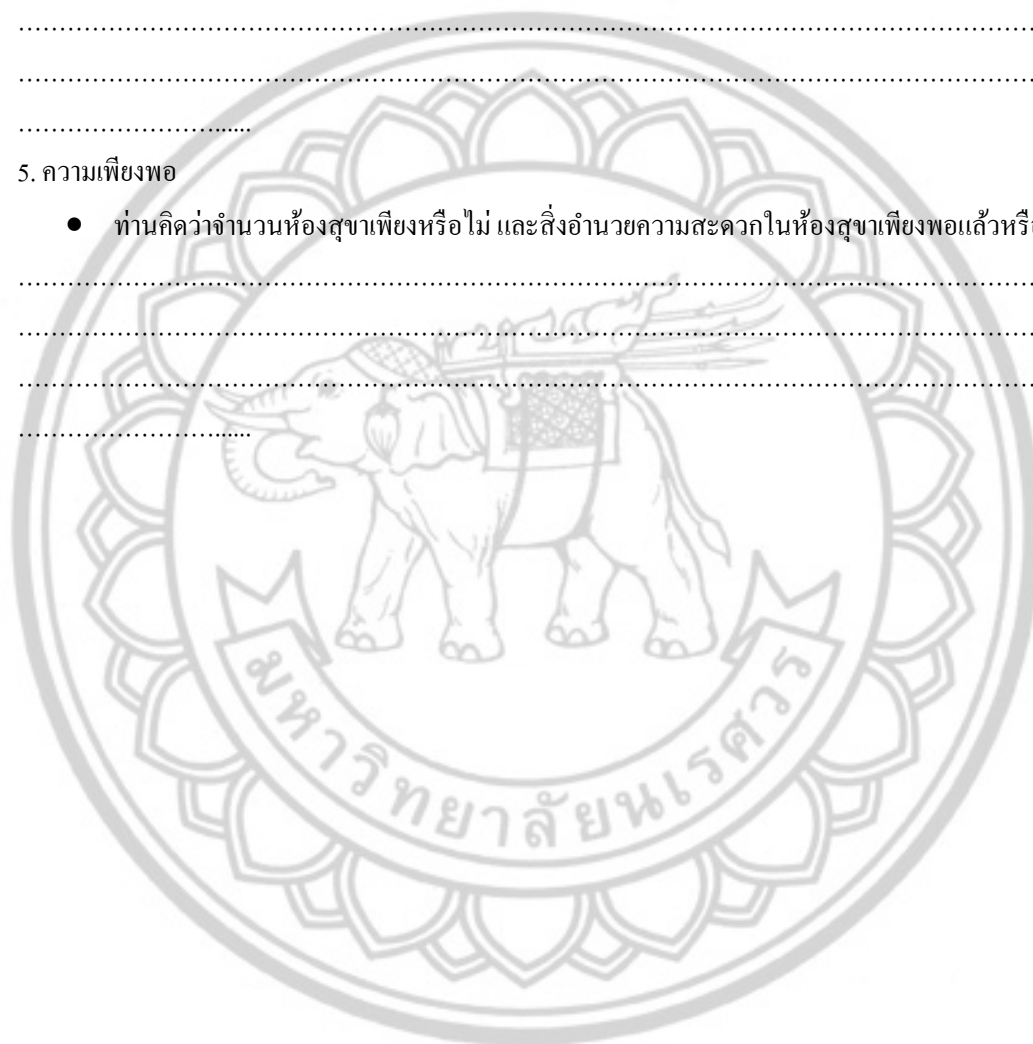 ……………………………………………………………………………………………………………
……………………………………………………………………………………………………………
……………………......
5. ความเพียงพอ
● ท่านคิดว่าจำนวนห้องสุขาเพียงหรือไม่ และสิ่งอำนวยความสะดวกในห้องสุขาเพียงพอแล้วหรือ
……………………………………………………………………………………………………………
……………………………………………………………………………………………………………
……………………………………………………………………………………………………………
……………………......
มหาวิทยาลัยนเรศวร